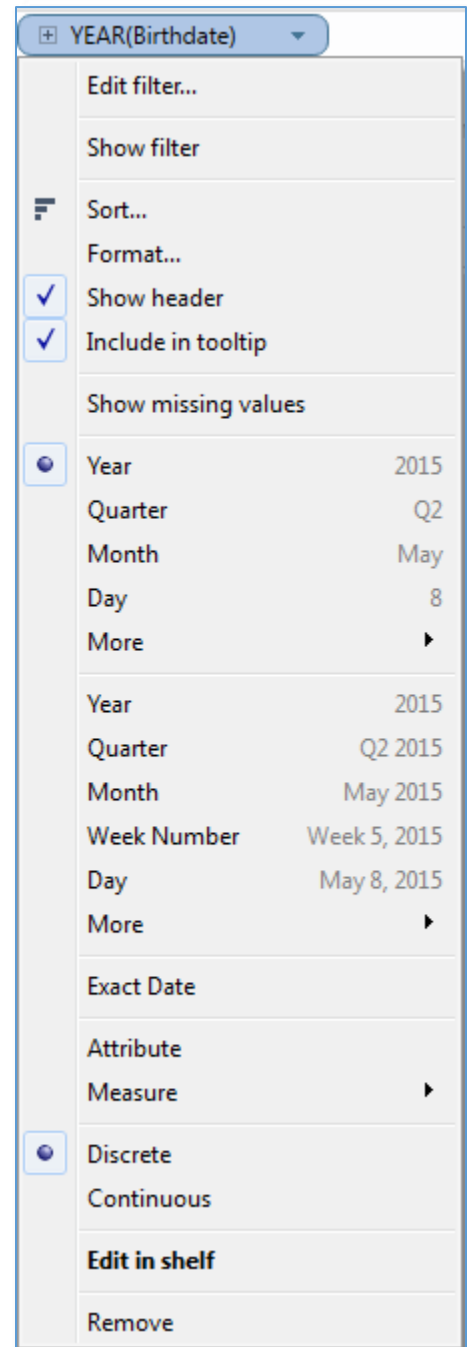 YEAR(Birthdate)
Edit filter...
Show filter
Sort...
Format...
Show header
Include in tooltip
Show missing values
Year 2015
Quarter Q2
Month May
Day 8
More
Year 2015
Quarter Q2 2015
Month May 2015
Week Number Week 5, 2015
Day May 8, 2015
More
Exact Date
Attribute
Measure
Discrete
Continuous
Edit in shelf
Remove